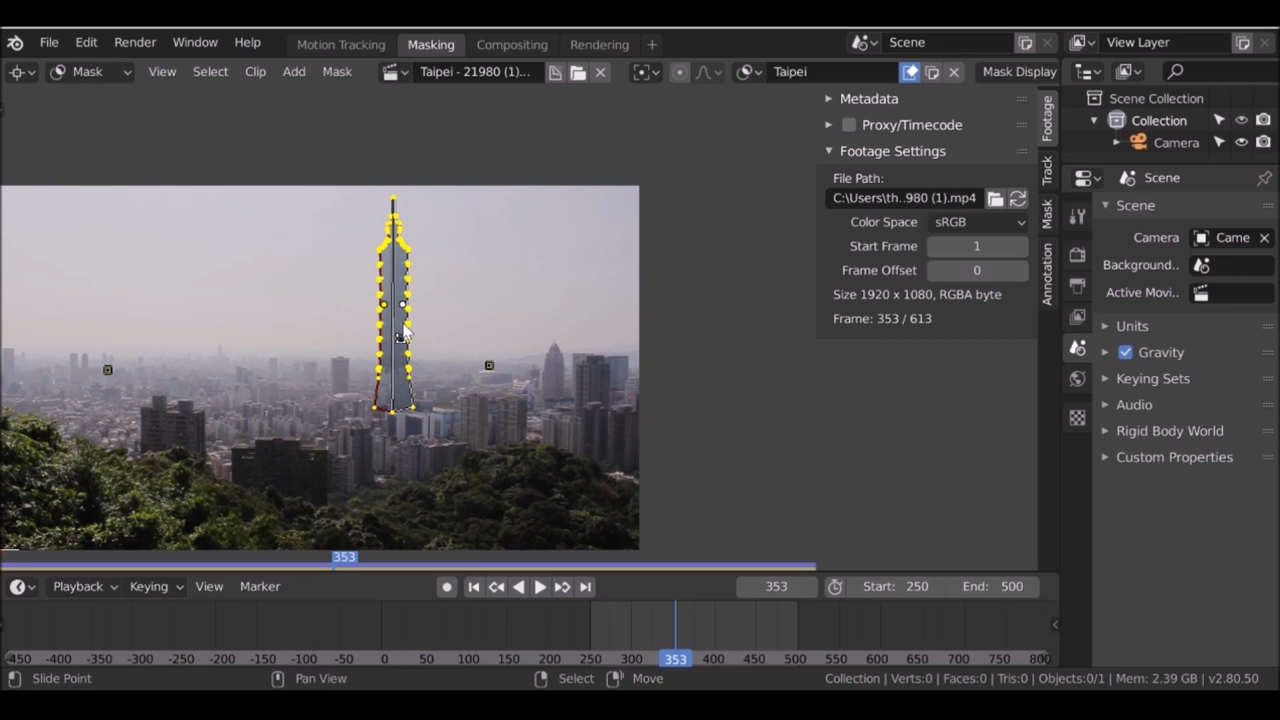 File Edit Render Window Help Motion Tracking Masking Compositing Rendering + Scene View Layer
Mask View Select Clip Add Mask Taipei - 21980 (1)... Taipei Mask Display
Metadata
Proxy/Timecode
Footage Settings
File Path:
C:\Users\th..980 (1).mp4
Color Space sRGB
Start Frame 1
Frame Offset 0
Size 1920 x 1080, RGBA byte
Frame: 353 / 613
Footage
Track
Mask
Annotation
Scene Collection
Collection
Camera
Scene
Scene
Camera Came
Background..
Active Movi..
Units
Gravity
Keying Sets
Audio
Rigid Body World
Custom Properties
353
Playback Keying View Marker 353 Start: 250 End: 500
-450 -400 -350 -300 -250 -200 -150 -100 -50 0 50 100 150 200 250 300 353 400 450 500 550 600 650 700 750 800
Slide Point Pan View Select Move Collection | Verts:0 | Faces:0 | Tris:0 | Objects:0/1 | Mem: 2.39 GB | v2.80.50